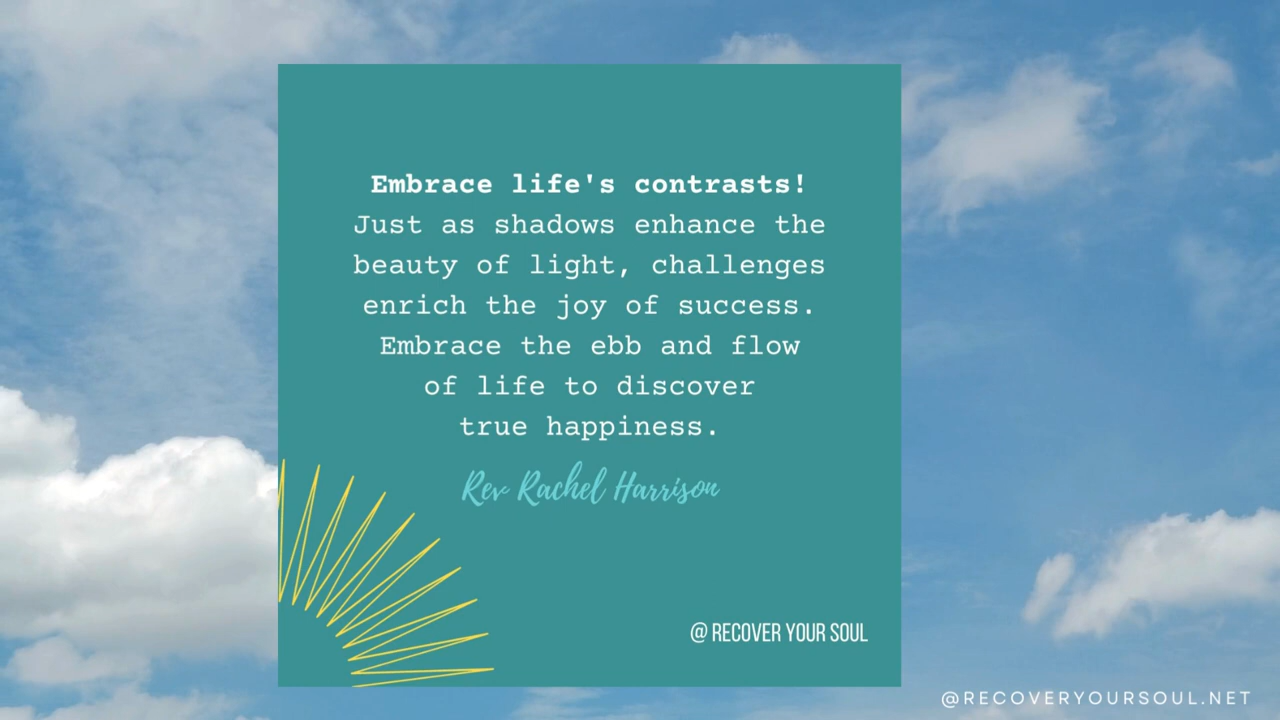 Embrace life's contrasts!
Just as shadows enhance the
beauty of light, challenges
enrich the joy of success.
Embrace the ebb and flow
of life to discover
true happiness.
Rev Rachel Harrison
@ RECOVER YOUR SOUL
@RECOVERYOURSOUL.NET